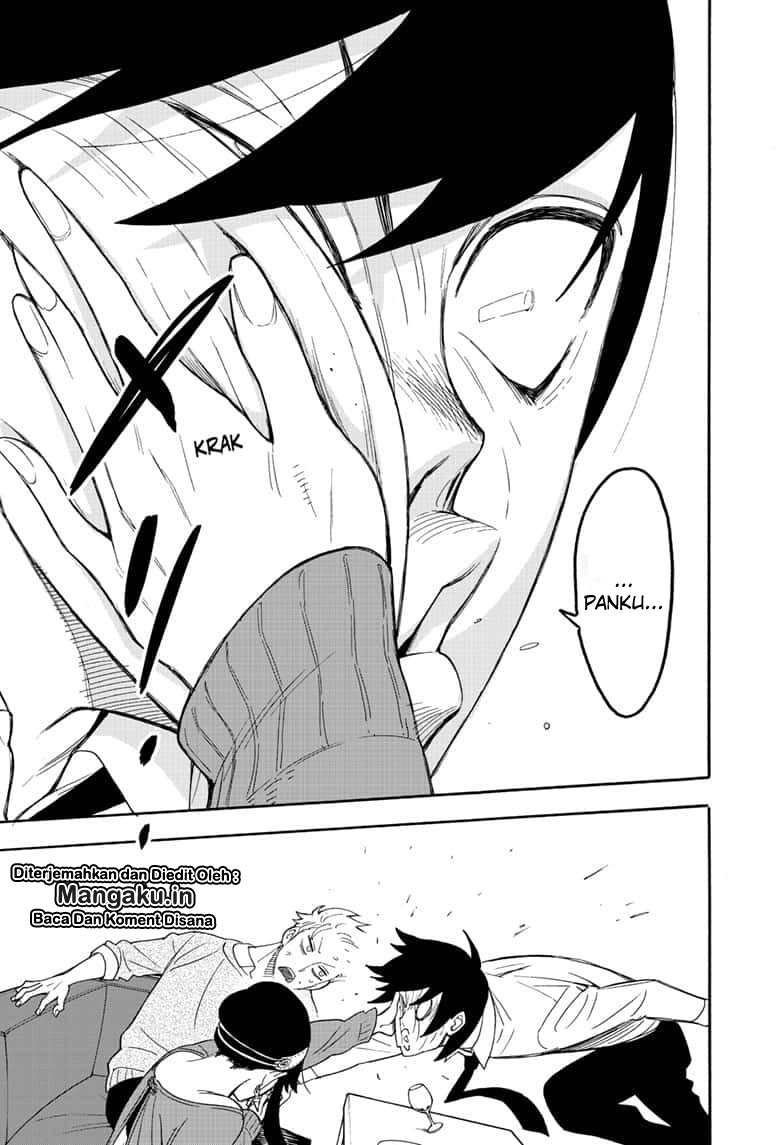 KRAK
...
PANKU...
Diterjemahkan dan Diedit Oleh :
Mangaku.in
Baca Dan Koment Disana